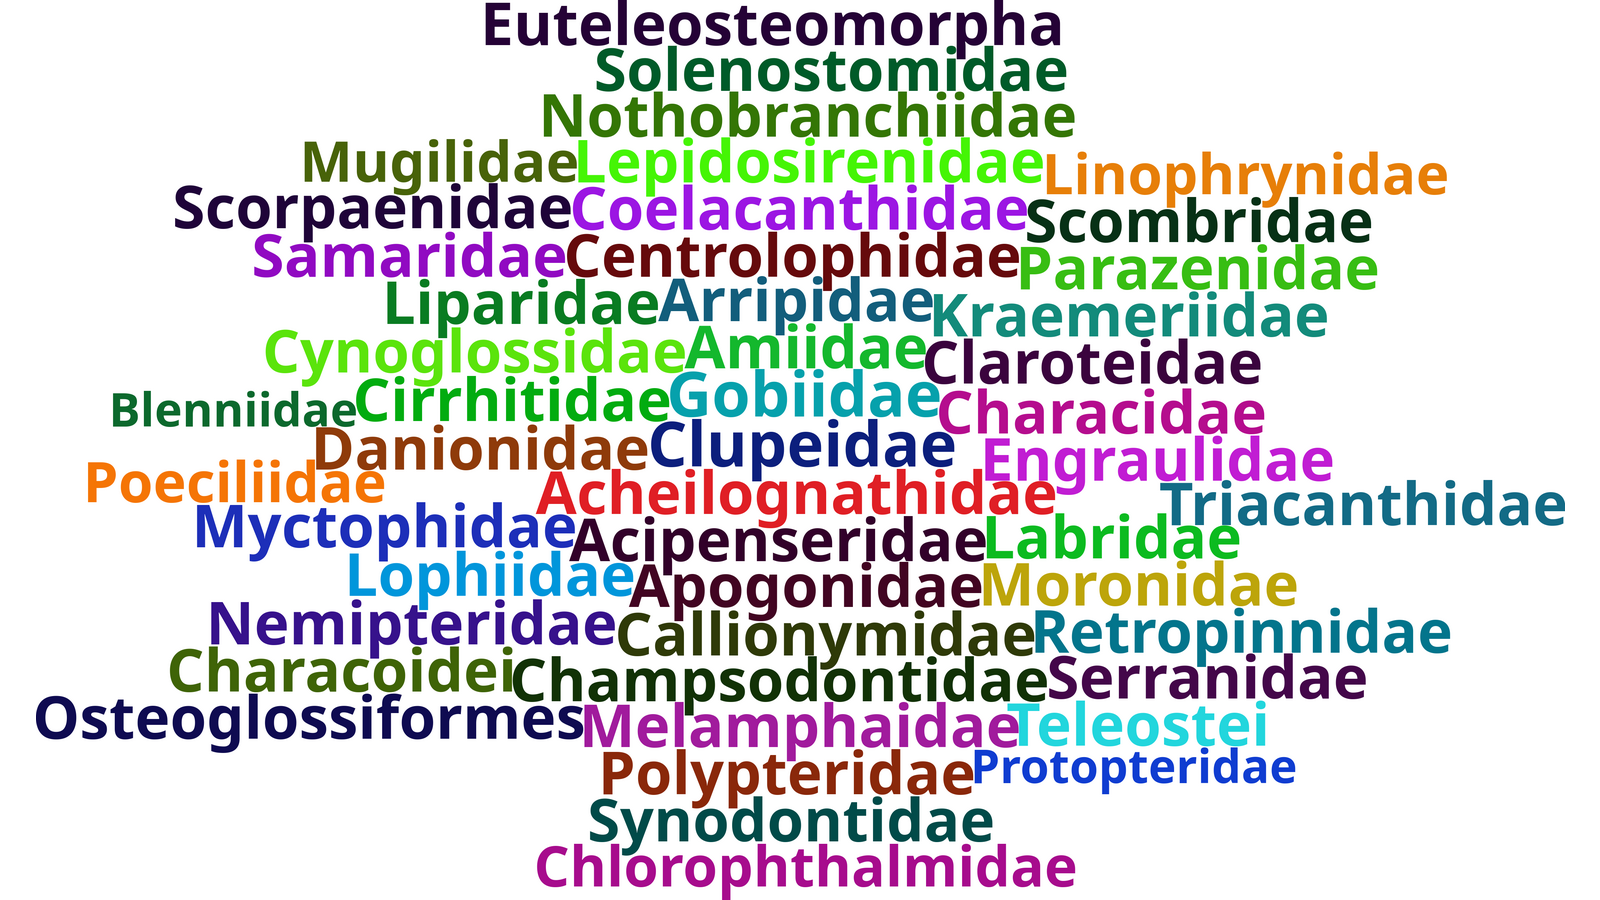 Euteleosteomorpha
Solenostomidae
Nothobranchiidae
Mugilidae Lepidosirenidae Linophrynidae
Scorpaenidae Coelacanthidae Scombridae
Samaridae Centrolophidae Parazenidae
Liparidae Arripidae Kraemeriidae
Cynoglossidae Amiidae Claroteidae
Blenniidae Cirrhitidae Gobiidae Characidae
Danionidae Clupeidae Engraulidae
Poeciliidae Acheilognathidae Triacanthidae
Myctophidae Acipenseridae Labridae
Lophiidae Apogonidae Moronidae
Nemipteridae Callionymidae Retropinnidae
Characoidei Champsodontidae Serranidae
Osteoglossiformes Melamphaidae Teleostei
Polypteridae Protopteridae
Synodontidae
Chlorophthalmidae